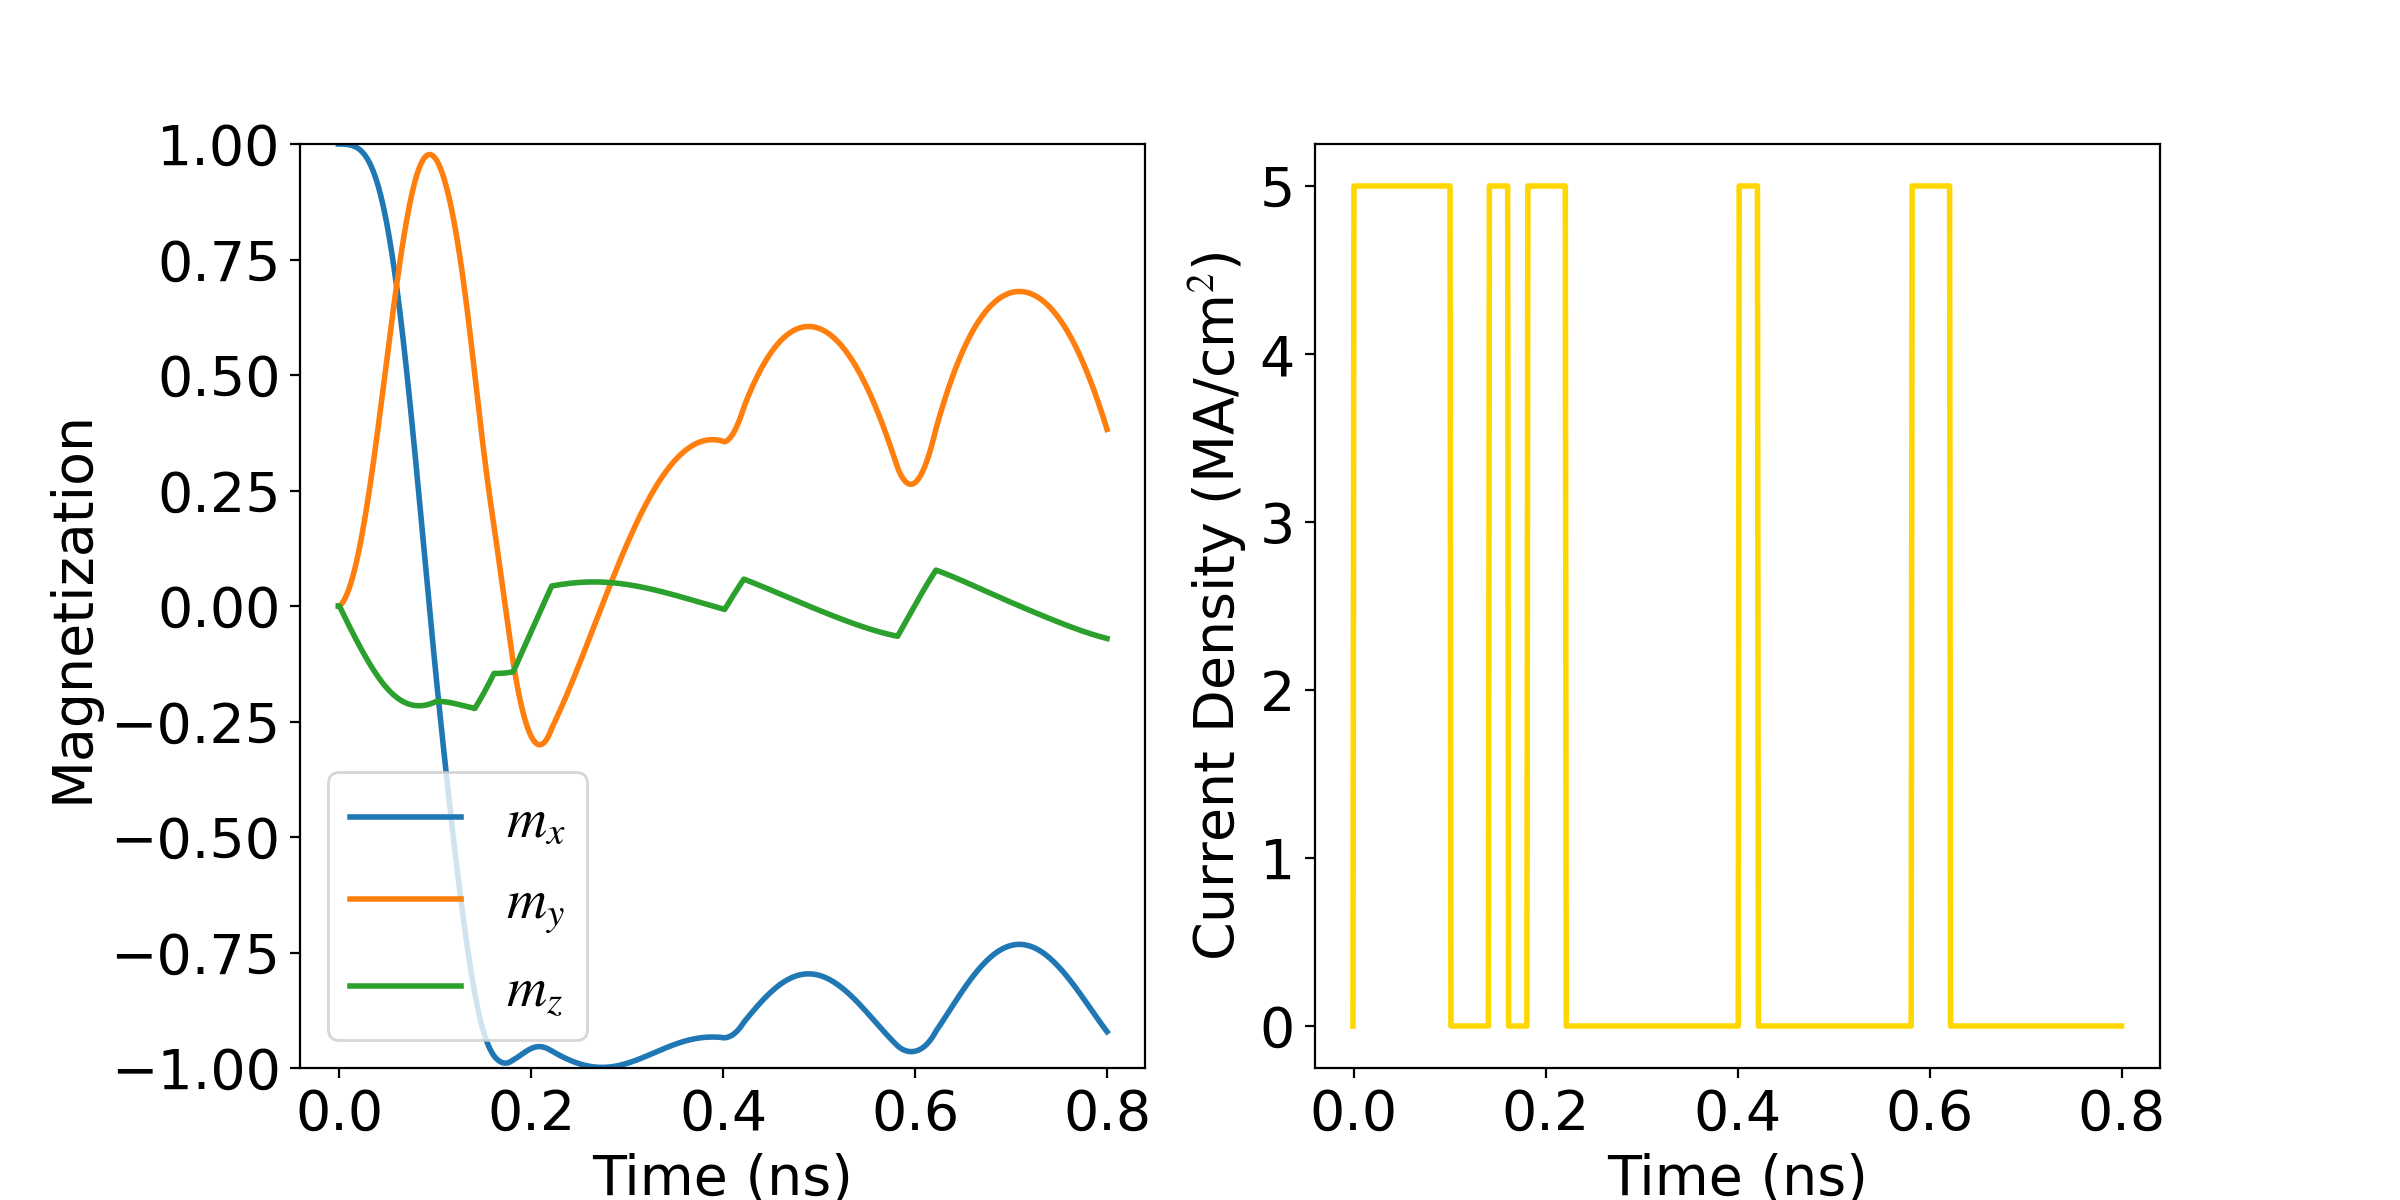 Magnetization
1.00
0.75
0.50
0.25
0.00
−0.25
−0.50
−0.75
−1.00
m_x
m_y
m_z
0.0 0.2 0.4 0.6 0.8
Time (ns)
Current Density (MA/cm²)
5
4
3
2
1
0
0.0 0.2 0.4 0.6 0.8
Time (ns)